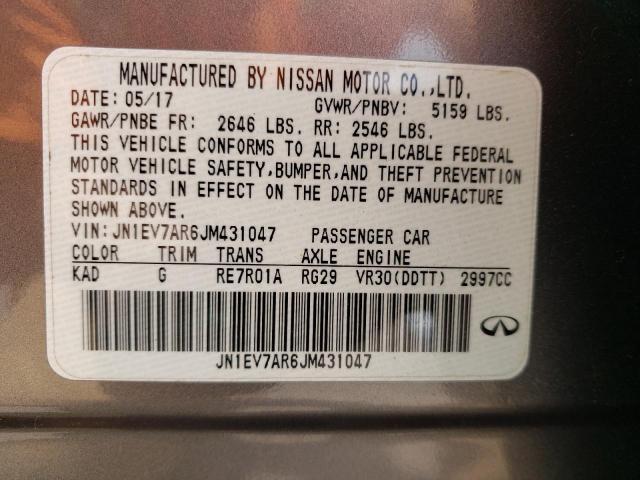 MANUFACTURED BY NISSAN MOTOR CO.,LTD.
DATE: 05/17 GVWR/PNBV: 5159 LBS.
GAWR/PNBE FR: 2646 LBS. RR: 2546 LBS.
THIS VEHICLE CONFORMS TO ALL APPLICABLE FEDERAL
MOTOR VEHICLE SAFETY,BUMPER,AND THEFT PREVENTION
STANDARDS IN EFFECT ON THE DATE OF MANUFACTURE
SHOWN ABOVE.
VIN:JN1EV7AR6JM431047 PASSENGER CAR
COLOR TRIM TRANS AXLE ENGINE
KAD G RE7R01A RG29 VR30(DDTT) 2997CC
JN1EV7AR6JM431047